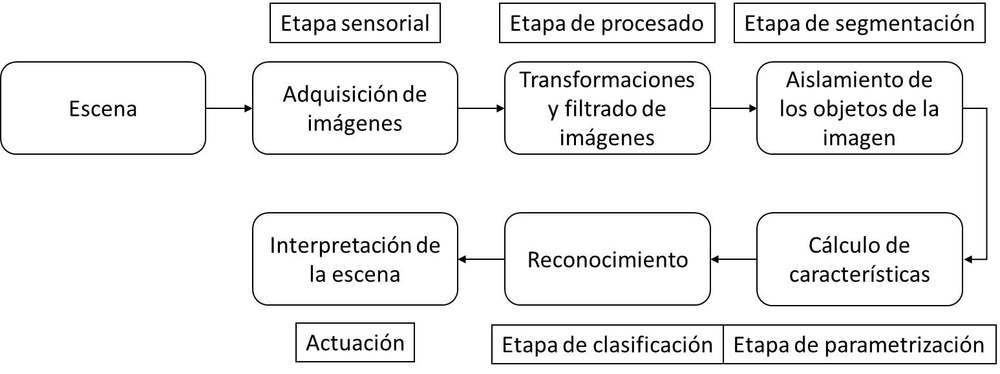 Etapa sensorial
Etapa de procesado
Etapa de segmentación
Escena
Adquisición de
imágenes
Transformaciones
y filtrado de
imágenes
Aislamiento de
los objetos de la
imagen
Interpretación de
la escena
Reconocimiento
Cálculo de
características
Actuación
Etapa de clasificación
Etapa de parametrización